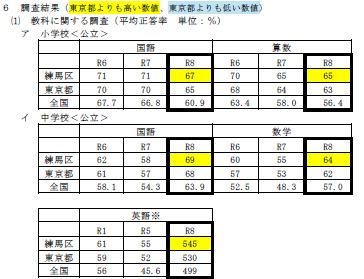 6 調査結果（東京都よりも高い数値、東京都よりも低い数値）
(1) 教科に関する調査（平均正答率 単位：％）
ア 小学校＜公立＞
国語 算数
R6 R7 R8 R6 R7 R8
練馬区 71 71 67 70 65 65
東京都 70 70 65 68 64 63
全国 67.7 66.8 60.9 63.4 58.0 56.4
イ 中学校＜公立＞
国語 数学
R6 R7 R8 R6 R7 R8
練馬区 62 58 69 60 55 64
東京都 61 57 68 57 53 62
全国 58.1 54.3 63.9 52.5 48.3 57.0
英語※
R1 R5 R8
練馬区 61 55 545
東京都 59 52 530
全国 56 45.6 499